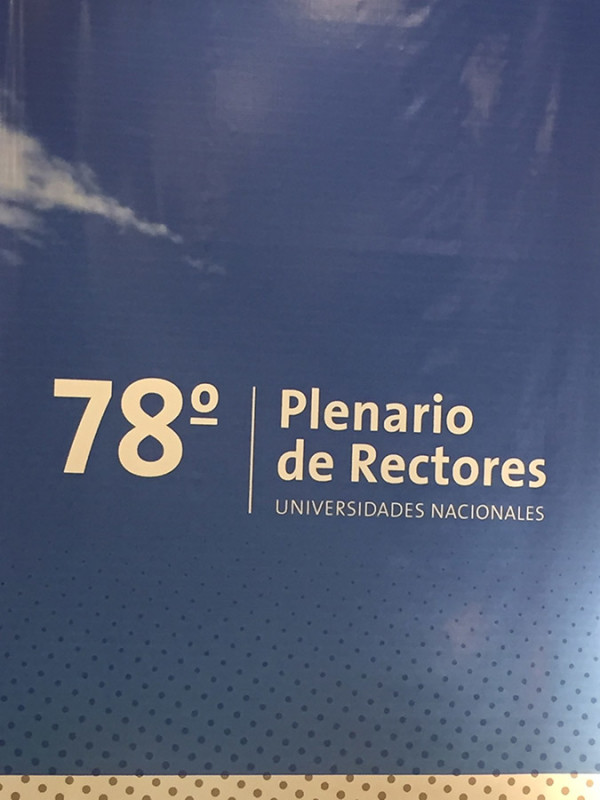 78º
Plenario
de Rectores
UNIVERSIDADES NACIONALES